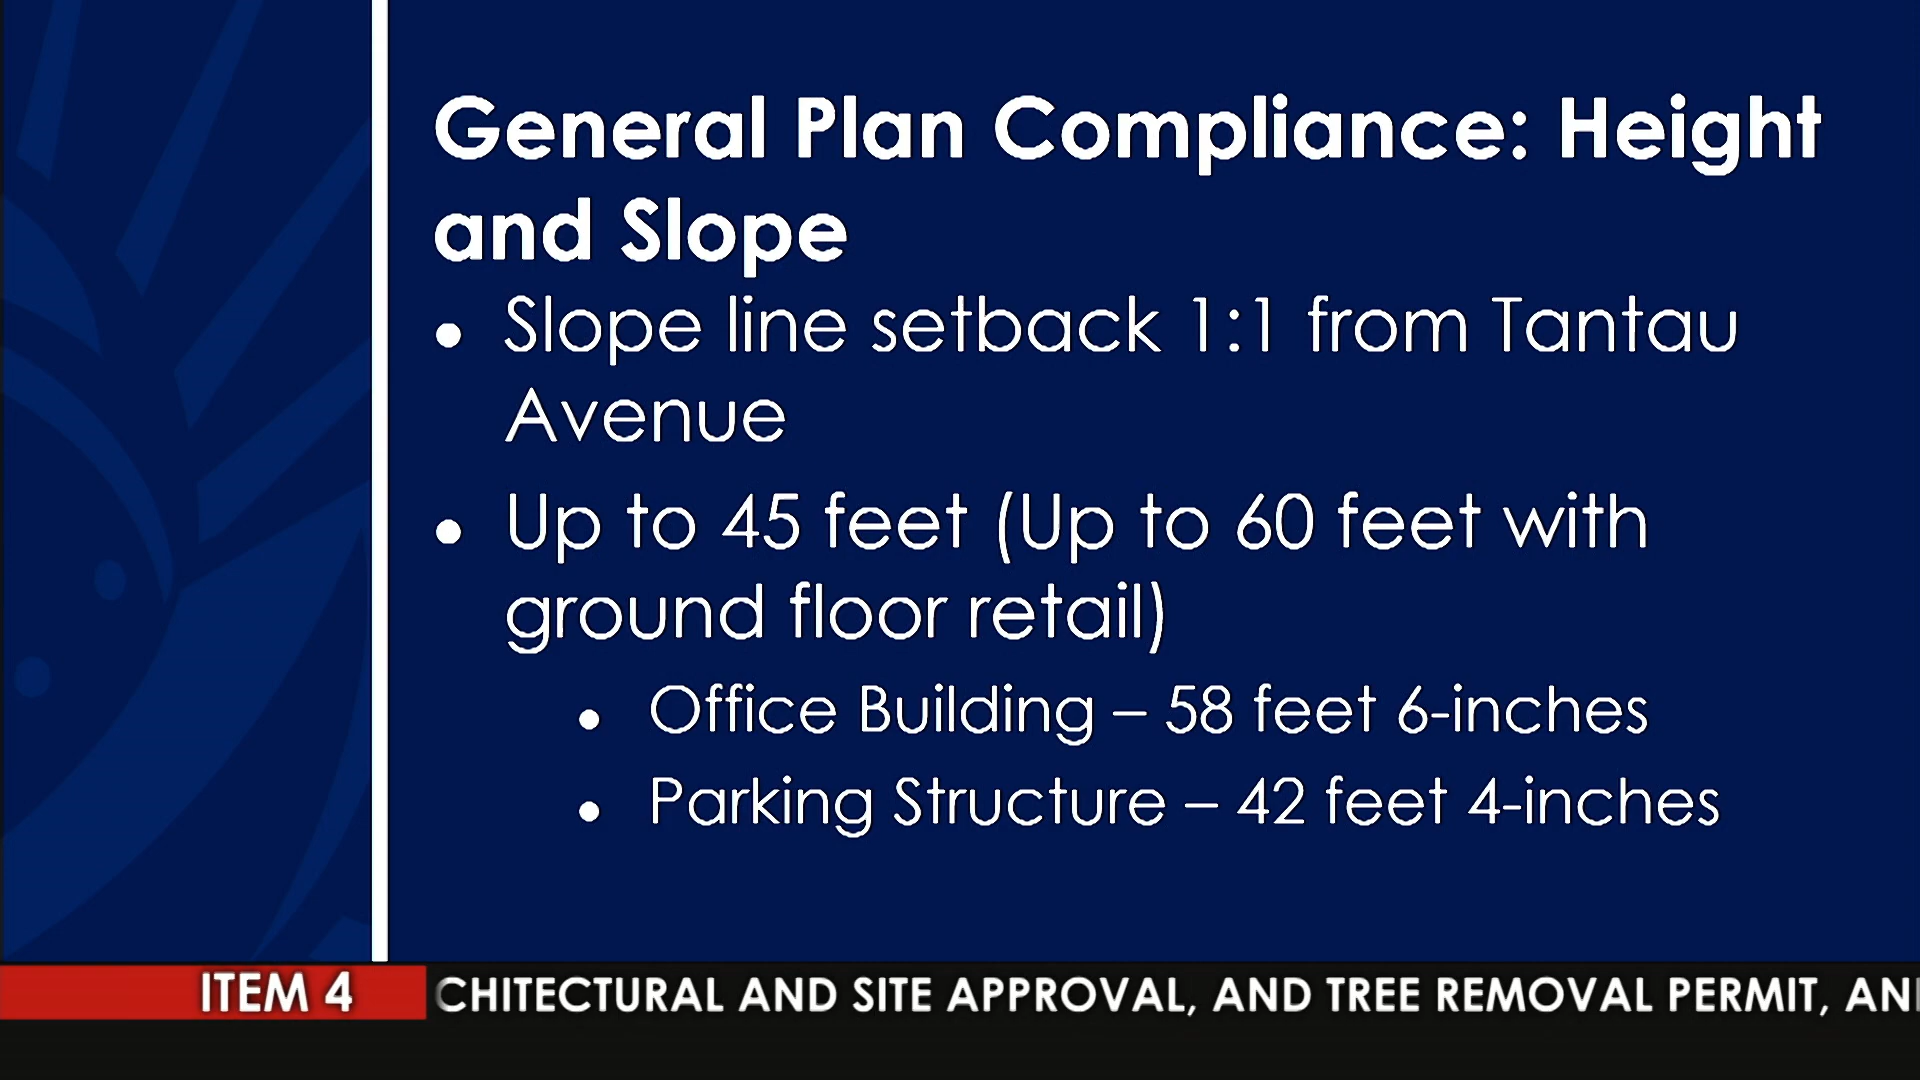 General Plan Compliance: Height
and Slope
• Slope line setback 1:1 from Tantau
Avenue
• Up to 45 feet (Up to 60 feet with
ground floor retail)
• Office Building – 58 feet 6-inches
• Parking Structure – 42 feet 4-inches
ITEM 4
CHITECTURAL AND SITE APPROVAL, AND TREE REMOVAL PERMIT, AN